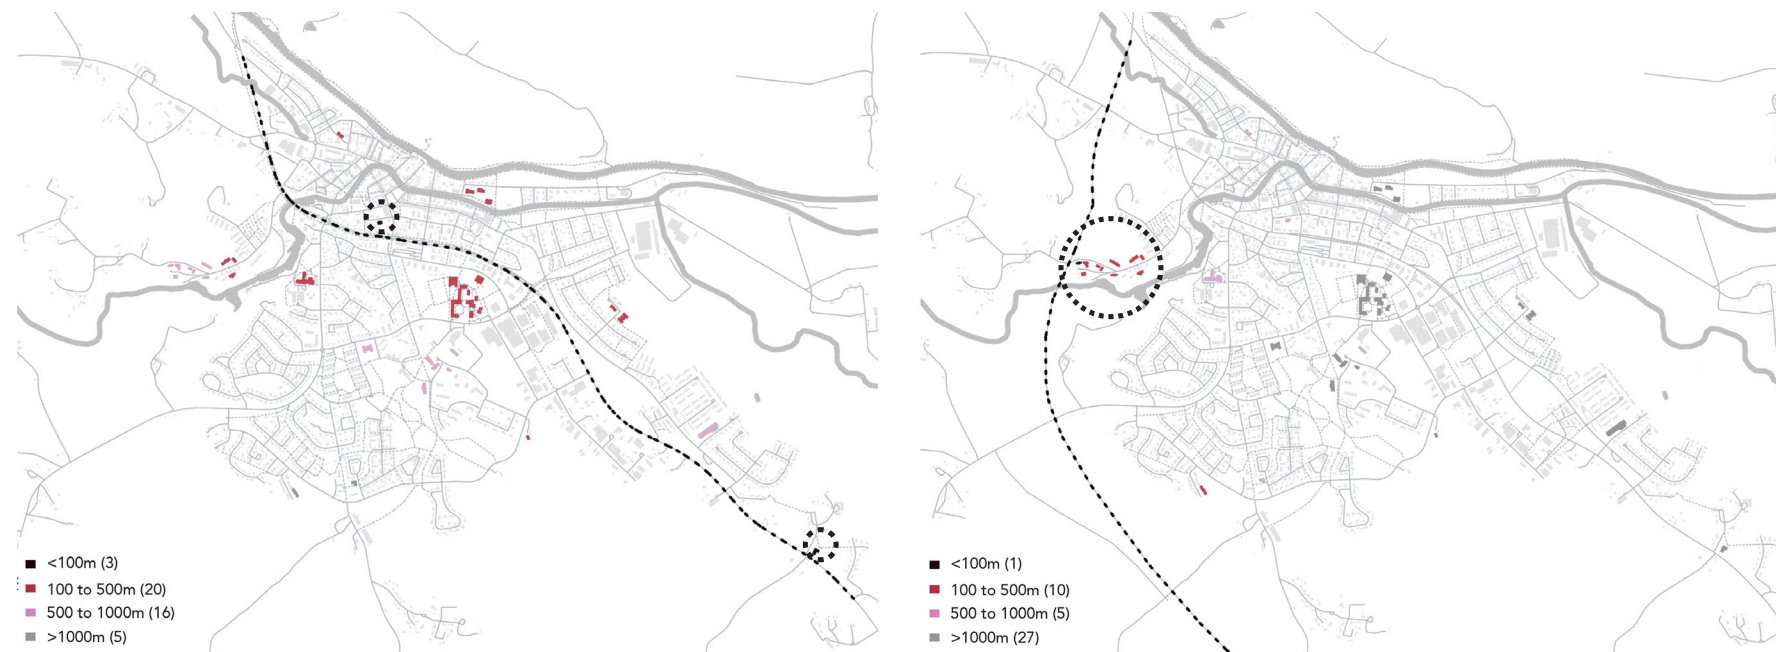 <100m (3)
100 to 500m (20)
500 to 1000m (16)
>1000m (5)
<100m (1)
100 to 500m (10)
500 to 1000m (5)
>1000m (27)